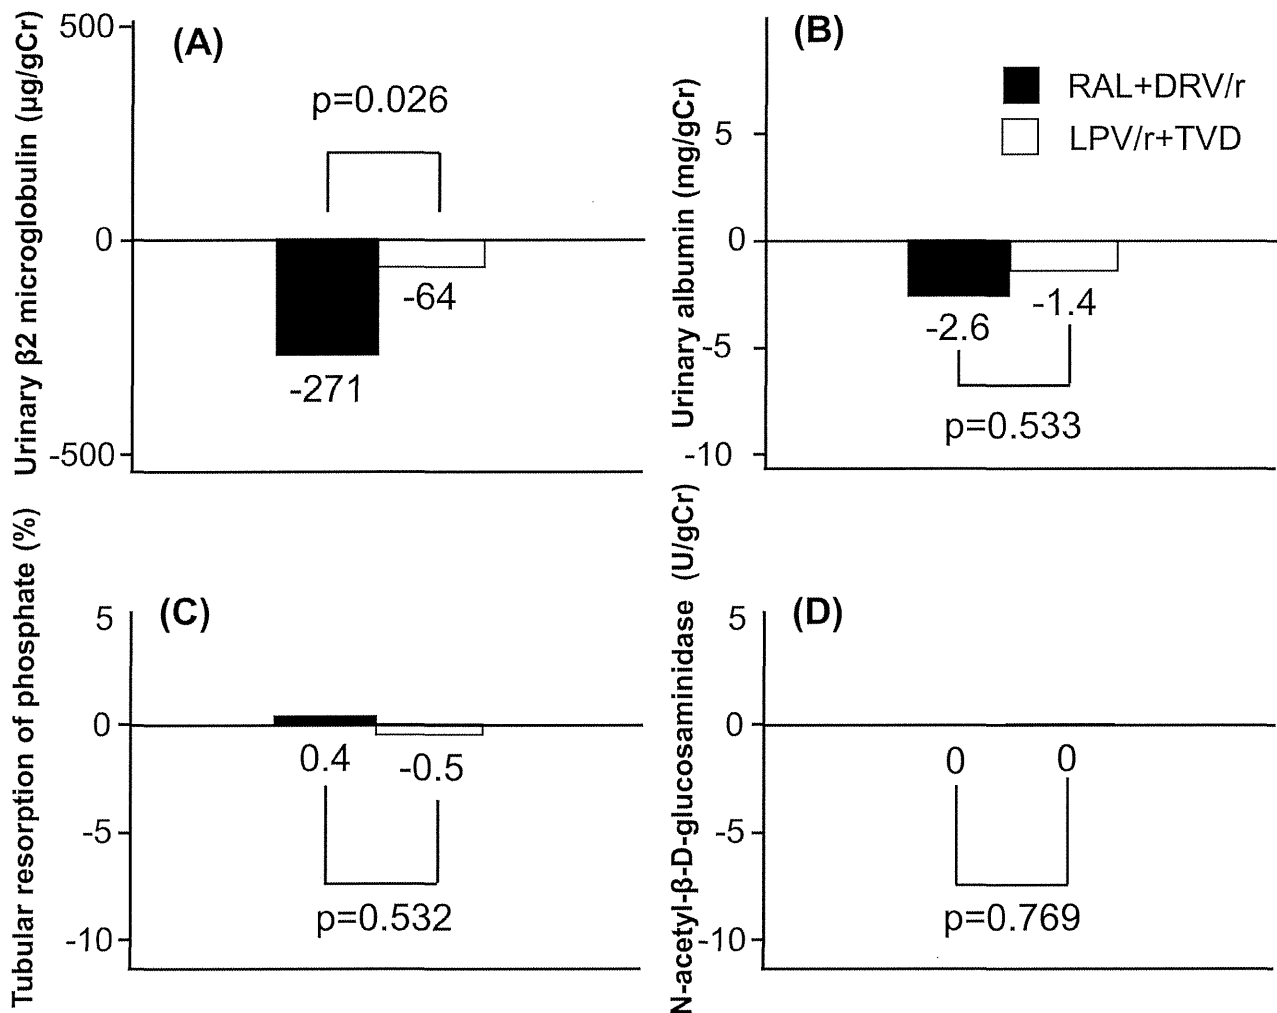 (A)
Urinary β2 microglobulin (µg/gCr)
500
0
-500
p=0.026
-64
-271
(B)
Urinary albumin (mg/gCr)
5
0
-5
-10
RAL+DRV/r
LPV/r+TVD
-1.4
-2.6
p=0.533
(C)
Tubular resorption of phosphate (%)
5
0
-5
-10
0.4
-0.5
p=0.532
(D)
N-acetyl-β-D-glucosaminidase (U/gCr)
5
0
-5
-10
0
0
p=0.769